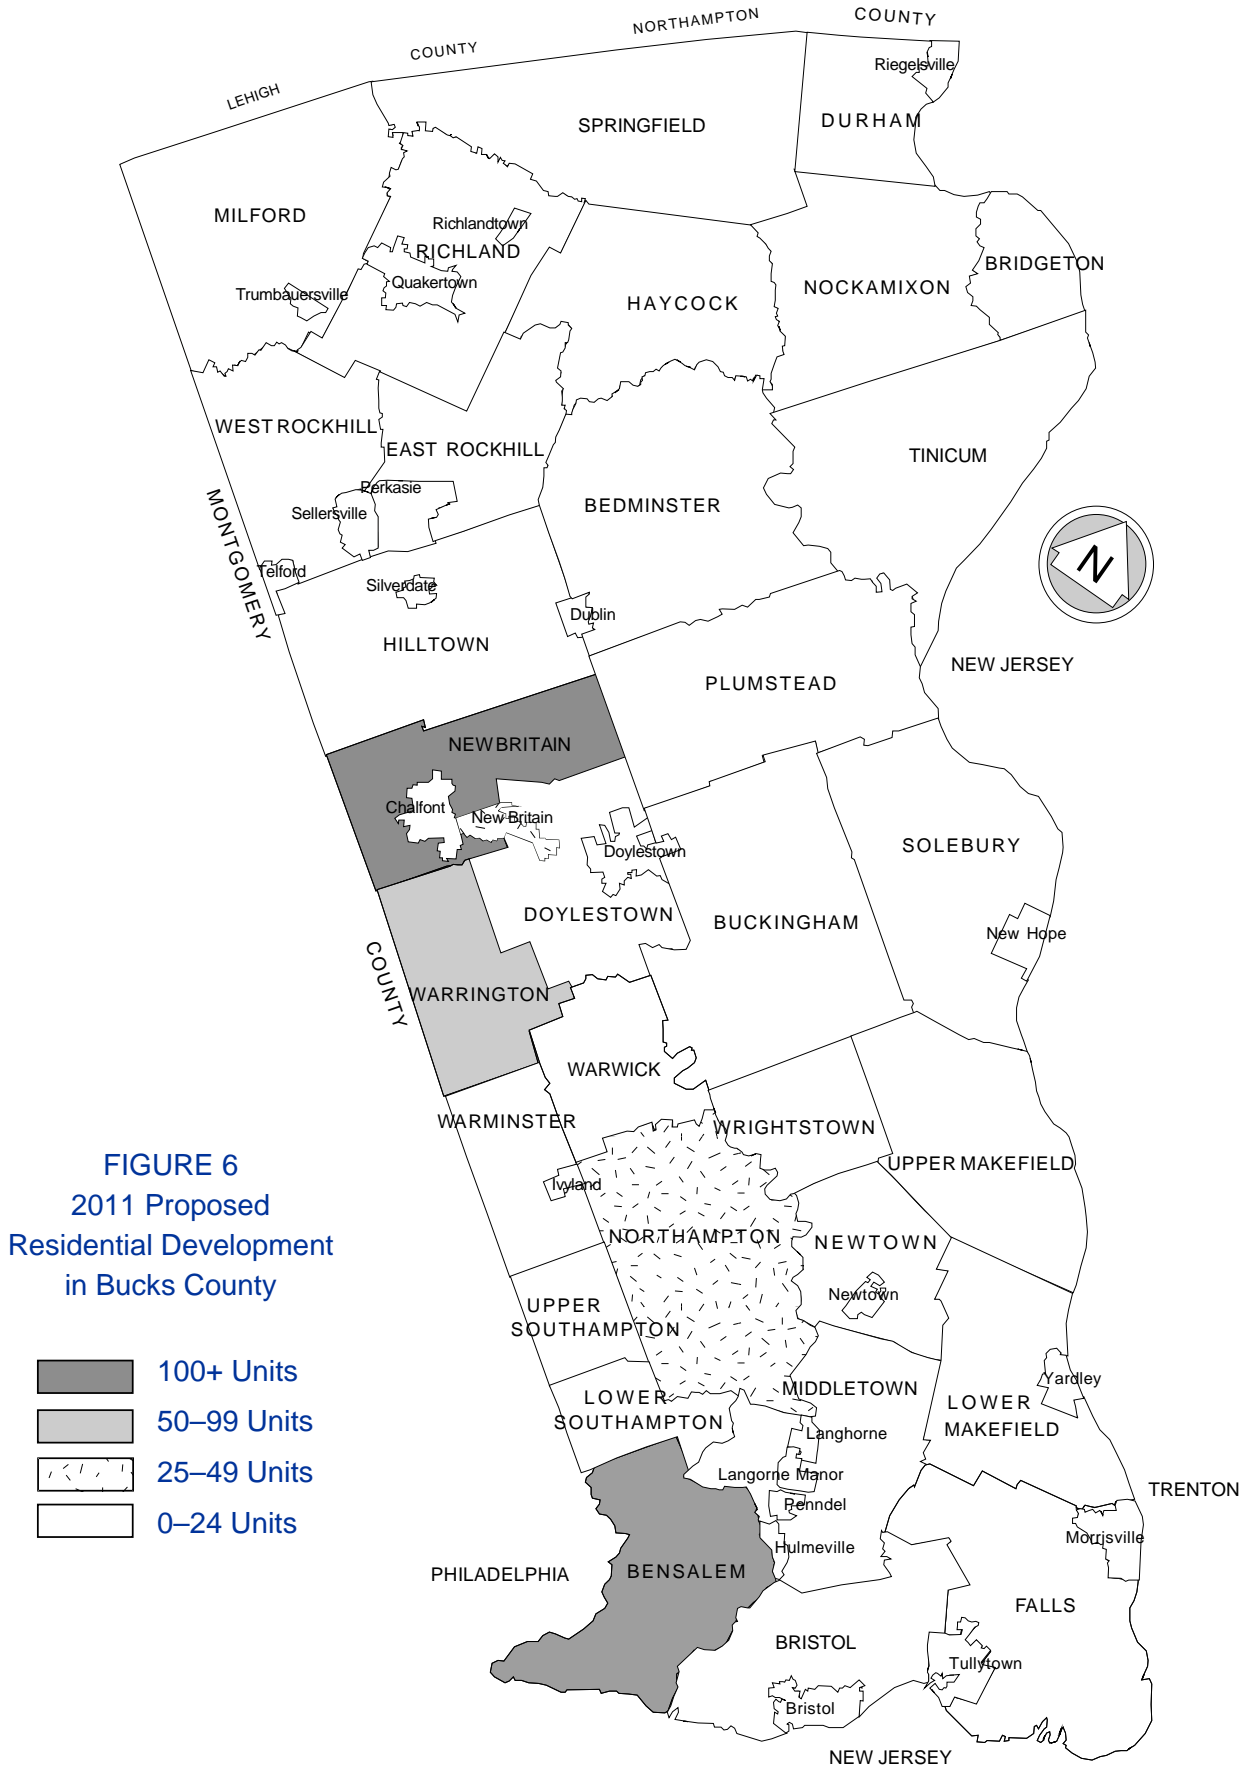 COUNTY
NORTHAMPTON
COUNTY
LEHIGH
Riegelsville
DURHAM
SPRINGFIELD
MILFORD
Richlandtown
RICHLAND
Quakertown
Trumbauersville
HAYCOCK
NOCKAMIXON
BRIDGETON
WEST ROCKHILL
EAST ROCKHILL
TINICUM
Perkasie
Sellersville
BEDMINSTER
MONTGOMERY
N
Telford
Silverdate
Dublin
HILLTOWN
NEW JERSEY
PLUMSTEAD
NEW BRITAIN
Chalfont
New Britain
Doylestown
SOLEBURY
DOYLESTOWN
BUCKINGHAM
New Hope
COUNTY
WARRINGTON
WARWICK
WARMINSTER
WRIGHTSTOWN
UPPER MAKEFIELD
Ivyland
NORTHAMPTON
NEWTOWN
Newtown
UPPER
SOUTHAMPTON
MIDDLETOWN
Yardley
LOWER
SOUTHAMPTON
LOWER
MAKEFIELD
Langhorne
Langorne Manor
Penndel
TRENTON
Morrisville
Hulmeville
PHILADELPHIA
BENSALEM
FALLS
BRISTOL
Tullytown
Bristol
NEW JERSEY
FIGURE 6
2011 Proposed
Residential Development
in Bucks County
100+ Units
50–99 Units
25–49 Units
0–24 Units